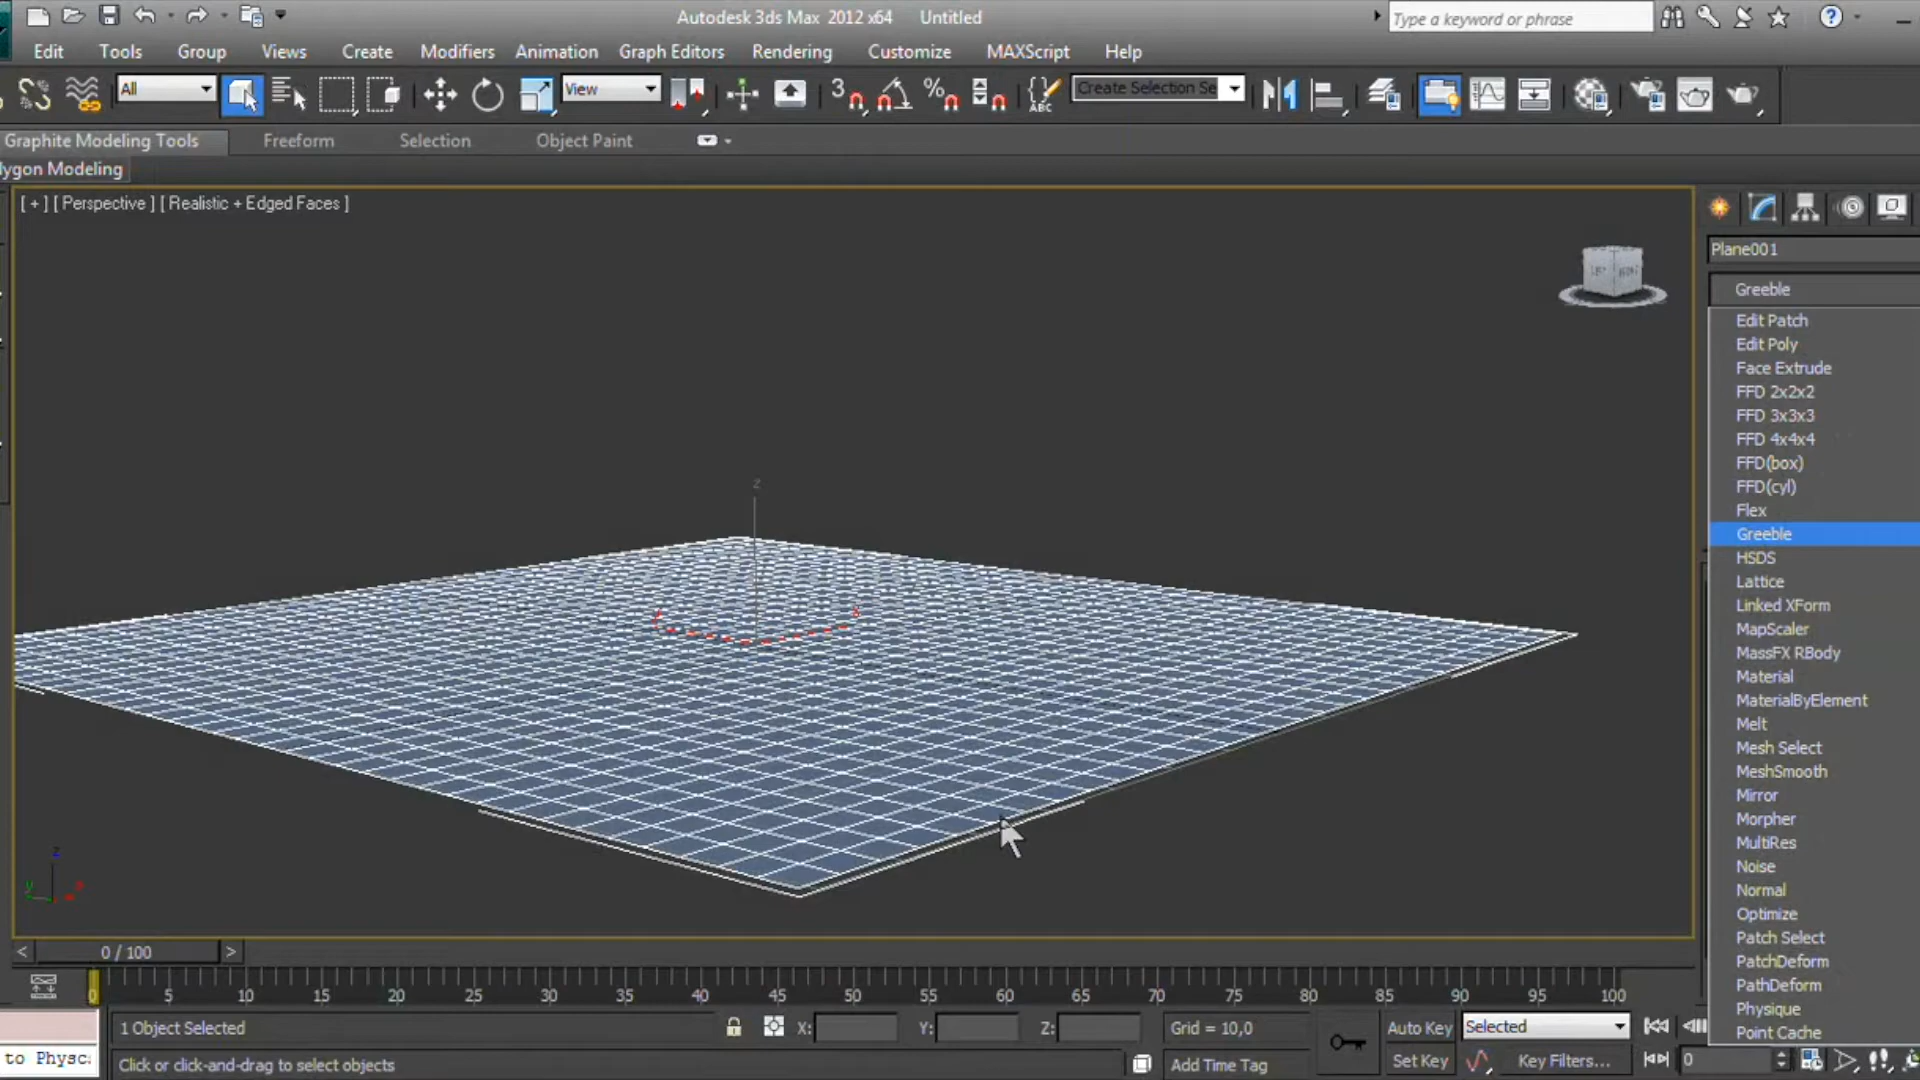 Autodesk 3ds Max 2012 x64 Untitled
Type a keyword or phrase
Edit Tools Group Views Create Modifiers Animation Graph Editors Rendering Customize MAXScript Help
All View 3 % ABC Create Selection Se
Graphite Modeling Tools Freeform Selection Object Paint
lygon Modeling
[ + ] [ Perspective ] [ Realistic + Edged Faces ]
Plane001
Greeble
Edit Patch
Edit Poly
Face Extrude
FFD 2x2x2
FFD 3x3x3
FFD 4x4x4
FFD(box)
FFD(cyl)
Flex
Greeble
HSDS
Lattice
Linked XForm
MapScaler
MassFX RBody
Material
MaterialByElement
Melt
Mesh Select
MeshSmooth
Mirror
Morpher
MultiRes
Noise
Normal
Optimize
Patch Select
PatchDeform
PathDeform
Physique
Point Cache
z
x
z
y
x
< 0 / 100 >
0 5 10 15 20 25 30 35 40 45 50 55 60 65 70 75 80 85 90 95 100
1 Object Selected X: Y: Z: Grid = 10,0 Auto Key Selected
to Physc:
Click or click-and-drag to select objects Add Time Tag Set Key Key Filters... 0